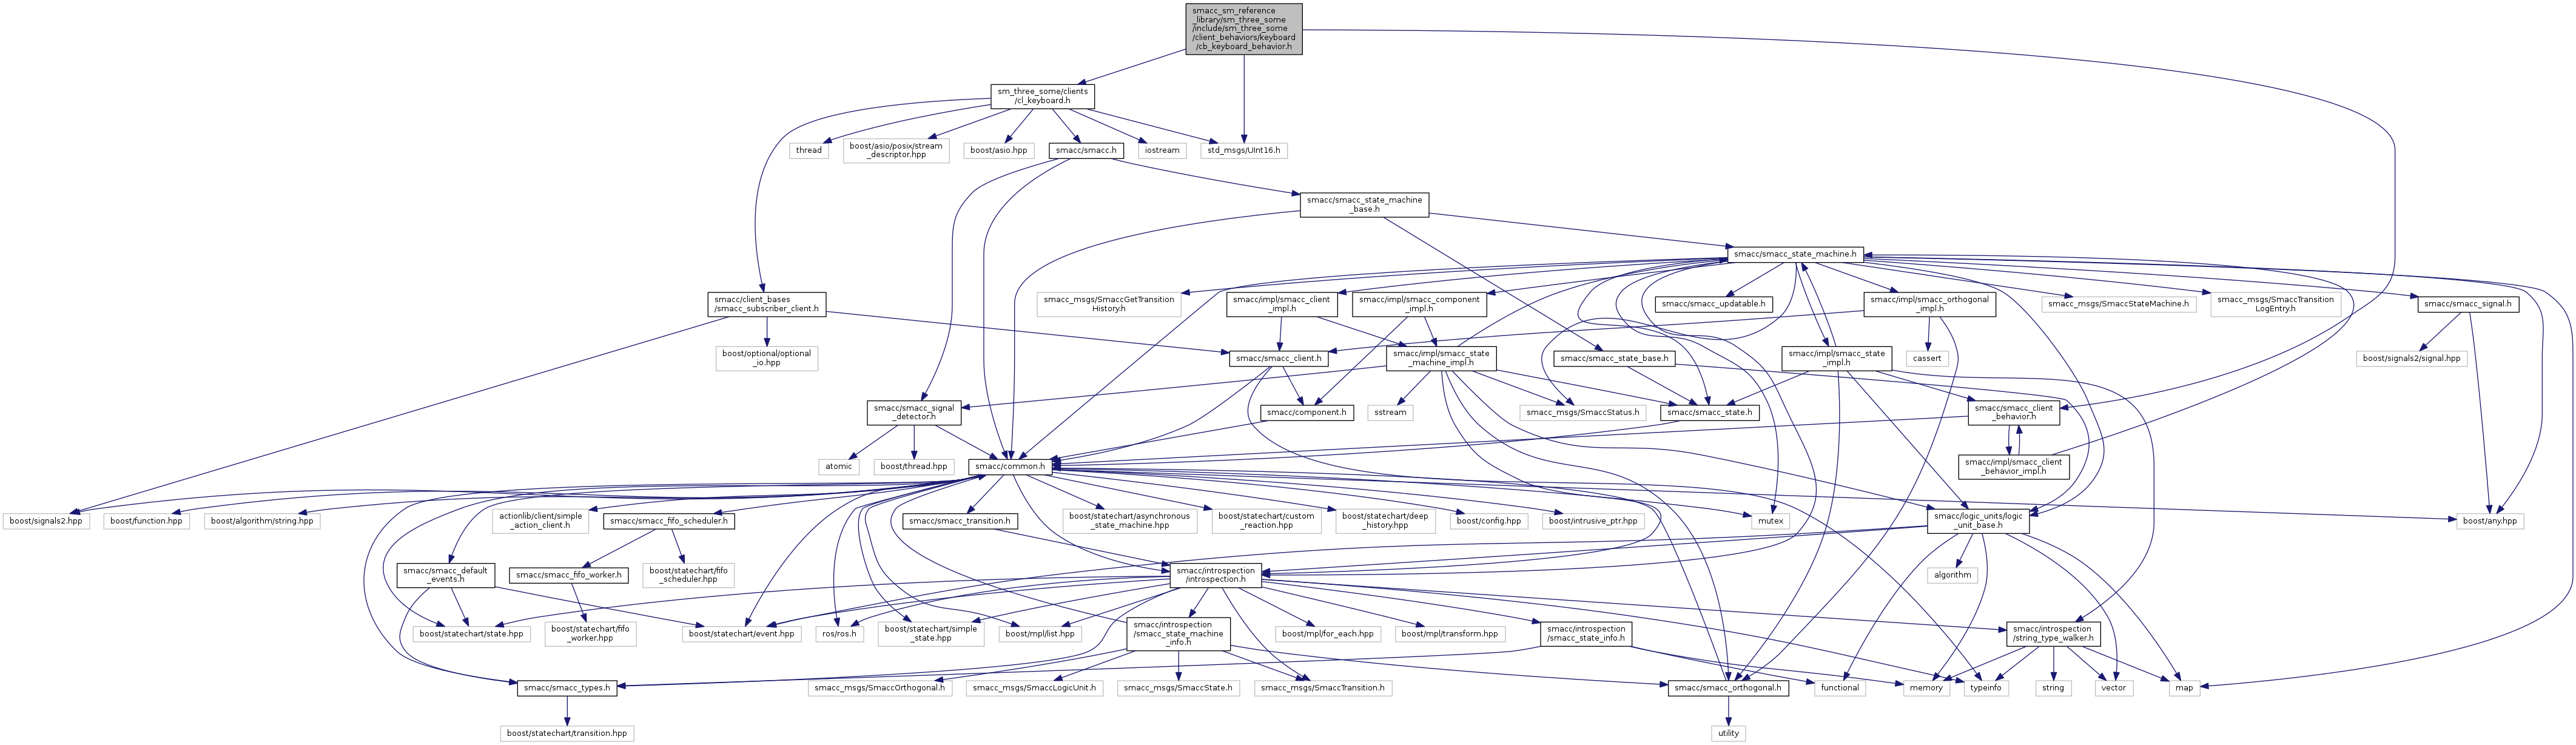 smacc_sm_reference
_library/sm_three_some
/include/sm_three_some
/client_behaviors/keyboard
/cb_keyboard_behavior.h
sm_three_some/clients
/cl_keyboard.h
thread
boost/asio/posix/stream
_descriptor.hpp
boost/asio.hpp
smacc/smacc.h
iostream
std_msgs/UInt16.h
smacc/smacc_state_machine
_base.h
smacc/smacc_state_machine.h
smacc/client_bases
/smacc_subscriber_client.h
smacc_msgs/SmaccGetTransition
History.h
smacc/impl/smacc_client
_impl.h
smacc/impl/smacc_component
_impl.h
smacc/smacc_updatable.h
smacc/impl/smacc_orthogonal
_impl.h
smacc_msgs/SmaccStateMachine.h
smacc_msgs/SmaccTransition
LogEntry.h
smacc/smacc_signal.h
boost/optional/optional
_io.hpp
smacc/smacc_client.h
smacc/impl/smacc_state
_machine_impl.h
smacc/smacc_state_base.h
smacc/impl/smacc_state
_impl.h
cassert
boost/signals2/signal.hpp
smacc/smacc_signal
_detector.h
smacc/component.h
sstream
smacc_msgs/SmaccStatus.h
smacc/smacc_state.h
smacc/smacc_client
_behavior.h
atomic
boost/thread.hpp
smacc/common.h
smacc/impl/smacc_client
_behavior_impl.h
boost/signals2.hpp
boost/function.hpp
boost/algorithm/string.hpp
actionlib/client/simple
_action_client.h
smacc/smacc_fifo_scheduler.h
smacc/smacc_transition.h
boost/statechart/asynchronous
_state_machine.hpp
boost/statechart/custom
_reaction.hpp
boost/statechart/deep
_history.hpp
boost/config.hpp
boost/intrusive_ptr.hpp
mutex
smacc/logic_units/logic
_unit_base.h
boost/any.hpp
smacc/smacc_default
_events.h
smacc/smacc_fifo_worker.h
boost/statechart/fifo
_scheduler.hpp
smacc/introspection
/introspection.h
algorithm
boost/statechart/state.hpp
boost/statechart/fifo
_worker.hpp
boost/statechart/event.hpp
ros/ros.h
boost/statechart/simple
_state.hpp
boost/mpl/list.hpp
smacc/introspection
/smacc_state_machine
_info.h
boost/mpl/for_each.hpp
boost/mpl/transform.hpp
smacc/introspection
/smacc_state_info.h
smacc/introspection
/string_type_walker.h
smacc/smacc_types.h
smacc_msgs/SmaccOrthogonal.h
smacc_msgs/SmaccLogicUnit.h
smacc_msgs/SmaccState.h
smacc_msgs/SmaccTransition.h
smacc/smacc_orthogonal.h
functional
memory
typeinfo
string
vector
map
boost/statechart/transition.hpp
utility